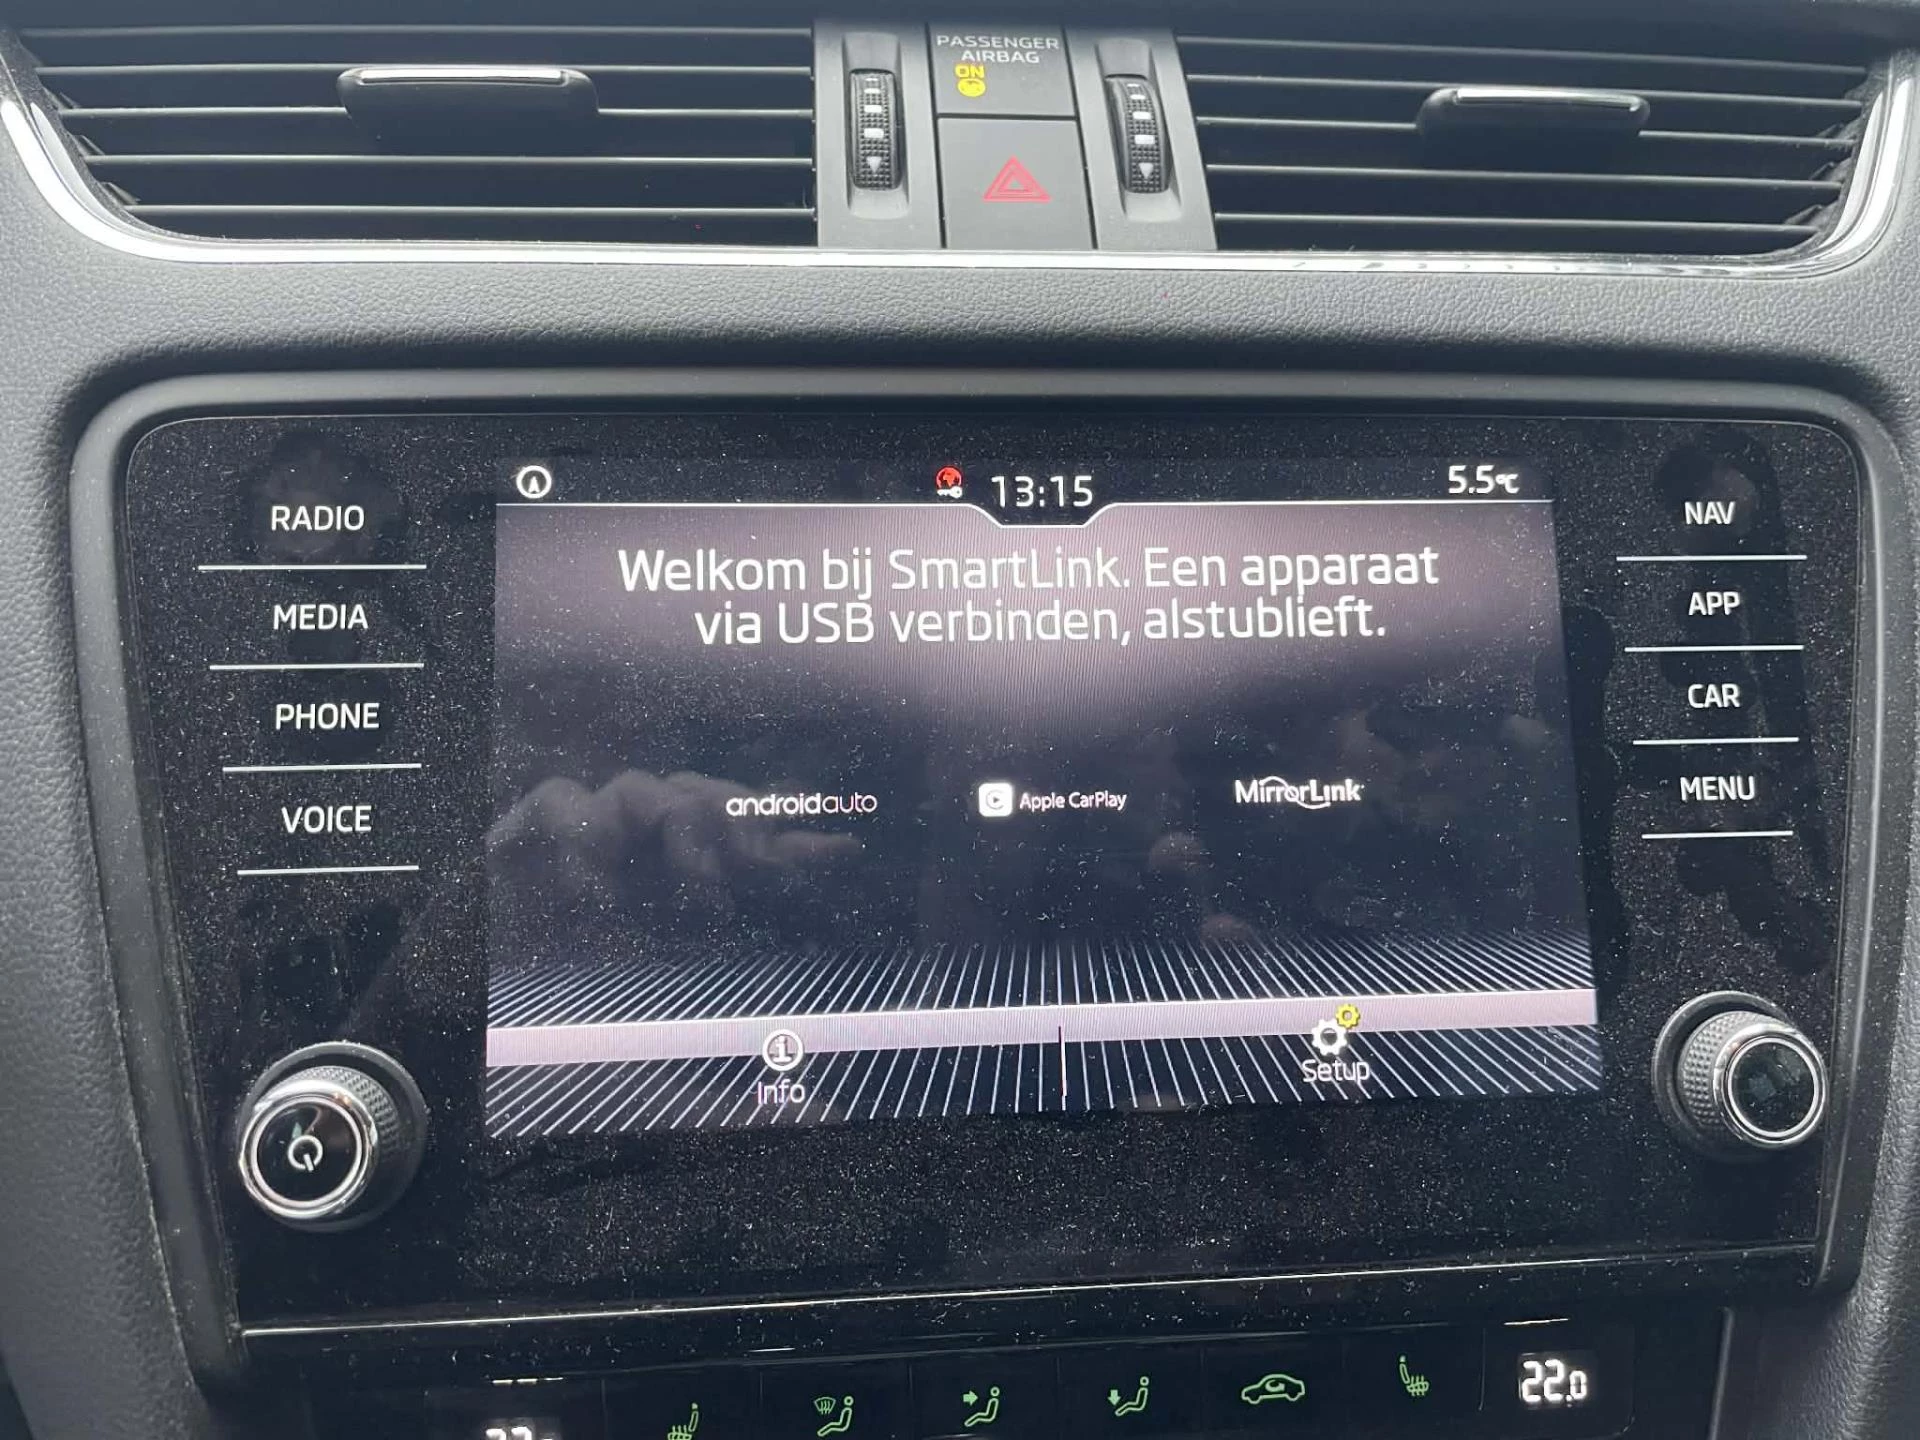 PASSENGER
AIRBAG
ON
13:15
5.5°C
RADIO
MEDIA
PHONE
VOICE
Welkom bij SmartLink. Een apparaat
via USB verbinden, alstublieft.
androidauto
Apple CarPlay
MirrorLink
Info
Setup
NAV
APP
CAR
MENU
22.0